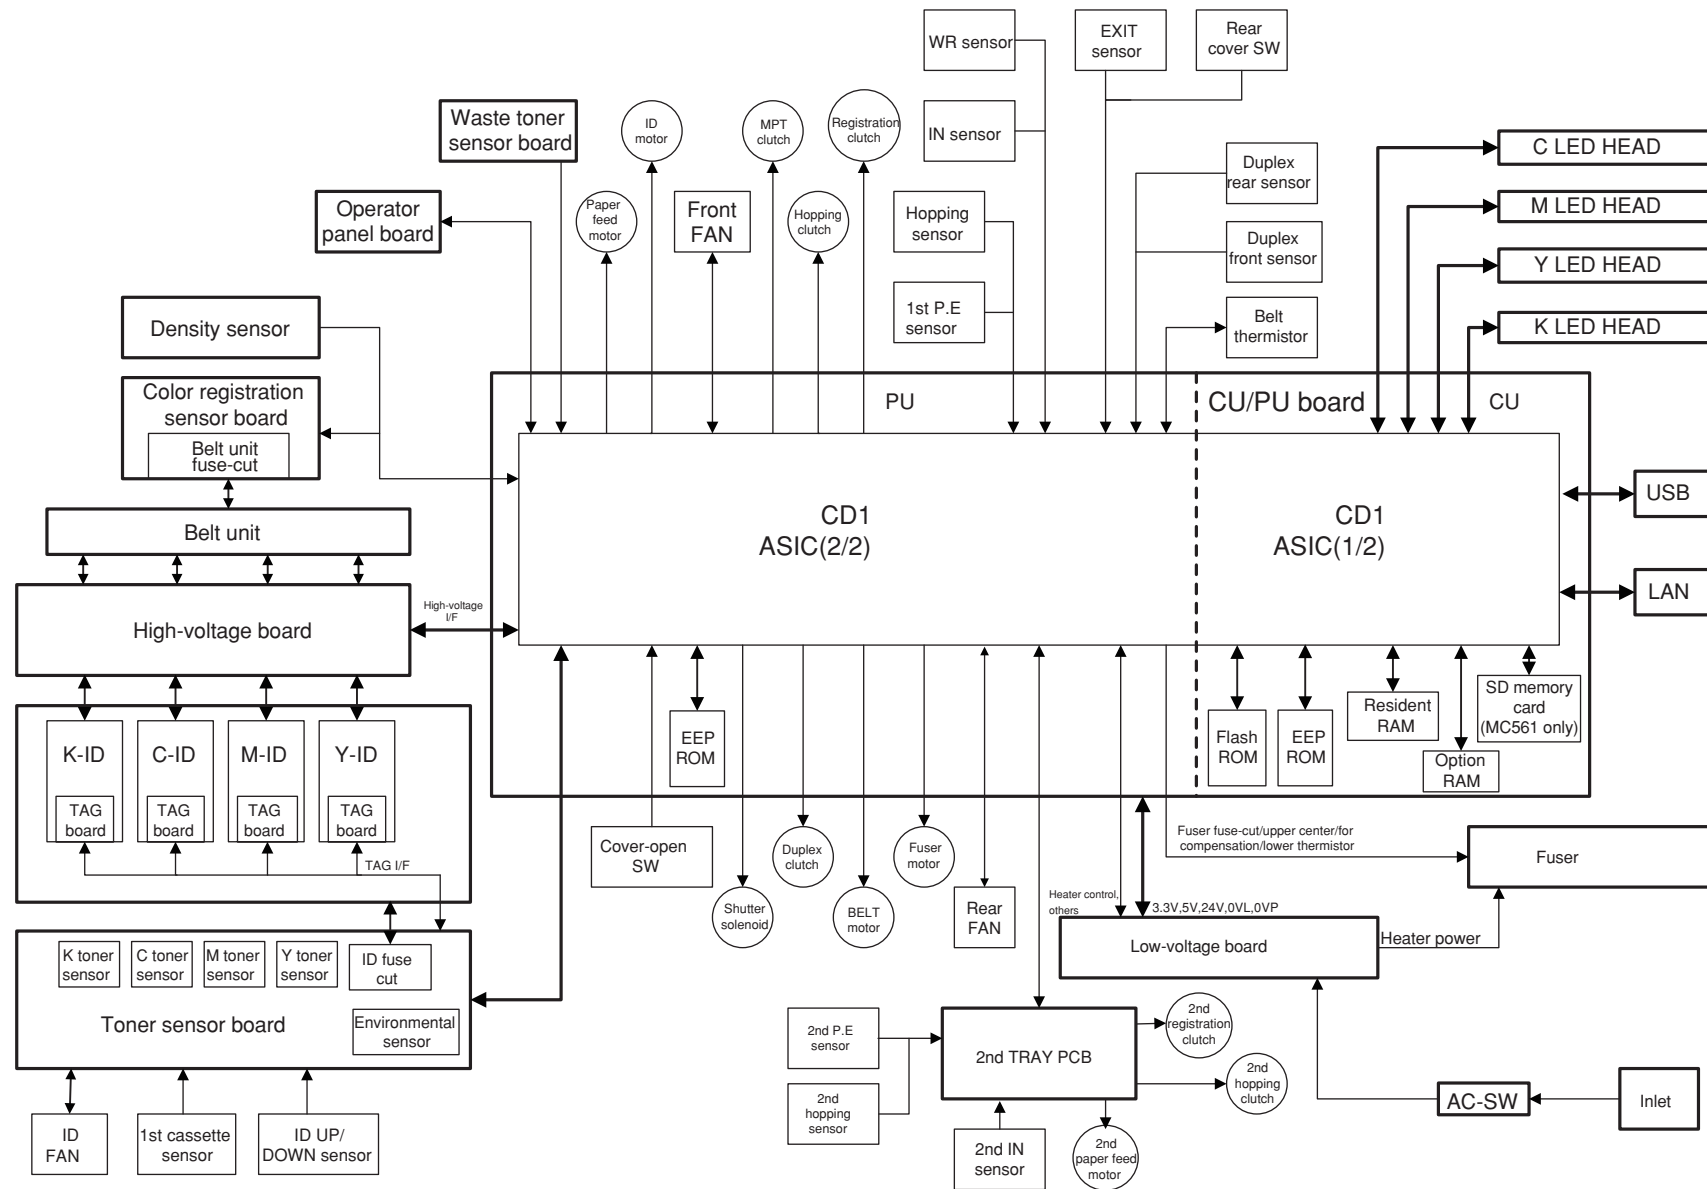 WR sensor
EXIT
sensor
Rear
cover SW
Waste toner
sensor board
ID
motor
MPT
clutch
Registration
clutch
IN sensor
C LED HEAD
Duplex
rear sensor
M LED HEAD
Operator
panel board
Paper
feed
motor
Front
FAN
Hopping
clutch
Hopping
sensor
Duplex
front sensor
Y LED HEAD
Density sensor
1st P.E
sensor
Belt
thermistor
K LED HEAD
Color registration
sensor board
Belt unit
fuse-cut
PU
CU/PU board
CU
Belt unit
CD1
ASIC(2/2)
CD1
ASIC(1/2)
USB
LAN
High-voltage board
High-voltage
I/F
K-ID
C-ID
M-ID
Y-ID
TAG
board
TAG
board
TAG
board
TAG
board
TAG I/F
EEP
ROM
Flash
ROM
EEP
ROM
Resident
RAM
Option
RAM
SD memory
card
(MC561 only)
Cover-open
SW
Shutter
solenoid
Duplex
clutch
BELT
motor
Fuser
motor
Rear
FAN
Fuser fuse-cut/upper center/for
compensation/lower thermistor
Fuser
Heater control,
others
3.3V,5V,24V,0VL,0VP
Low-voltage board
Heater power
K toner
sensor
C toner
sensor
M toner
sensor
Y toner
sensor
ID fuse
cut
Toner sensor board
Environmental
sensor
2nd P.E
sensor
2nd TRAY PCB
2nd
registration
clutch
2nd
hopping
clutch
2nd
hopping
sensor
2nd IN
sensor
2nd
paper feed
motor
AC-SW
Inlet
ID
FAN
1st cassette
sensor
ID UP/
DOWN sensor